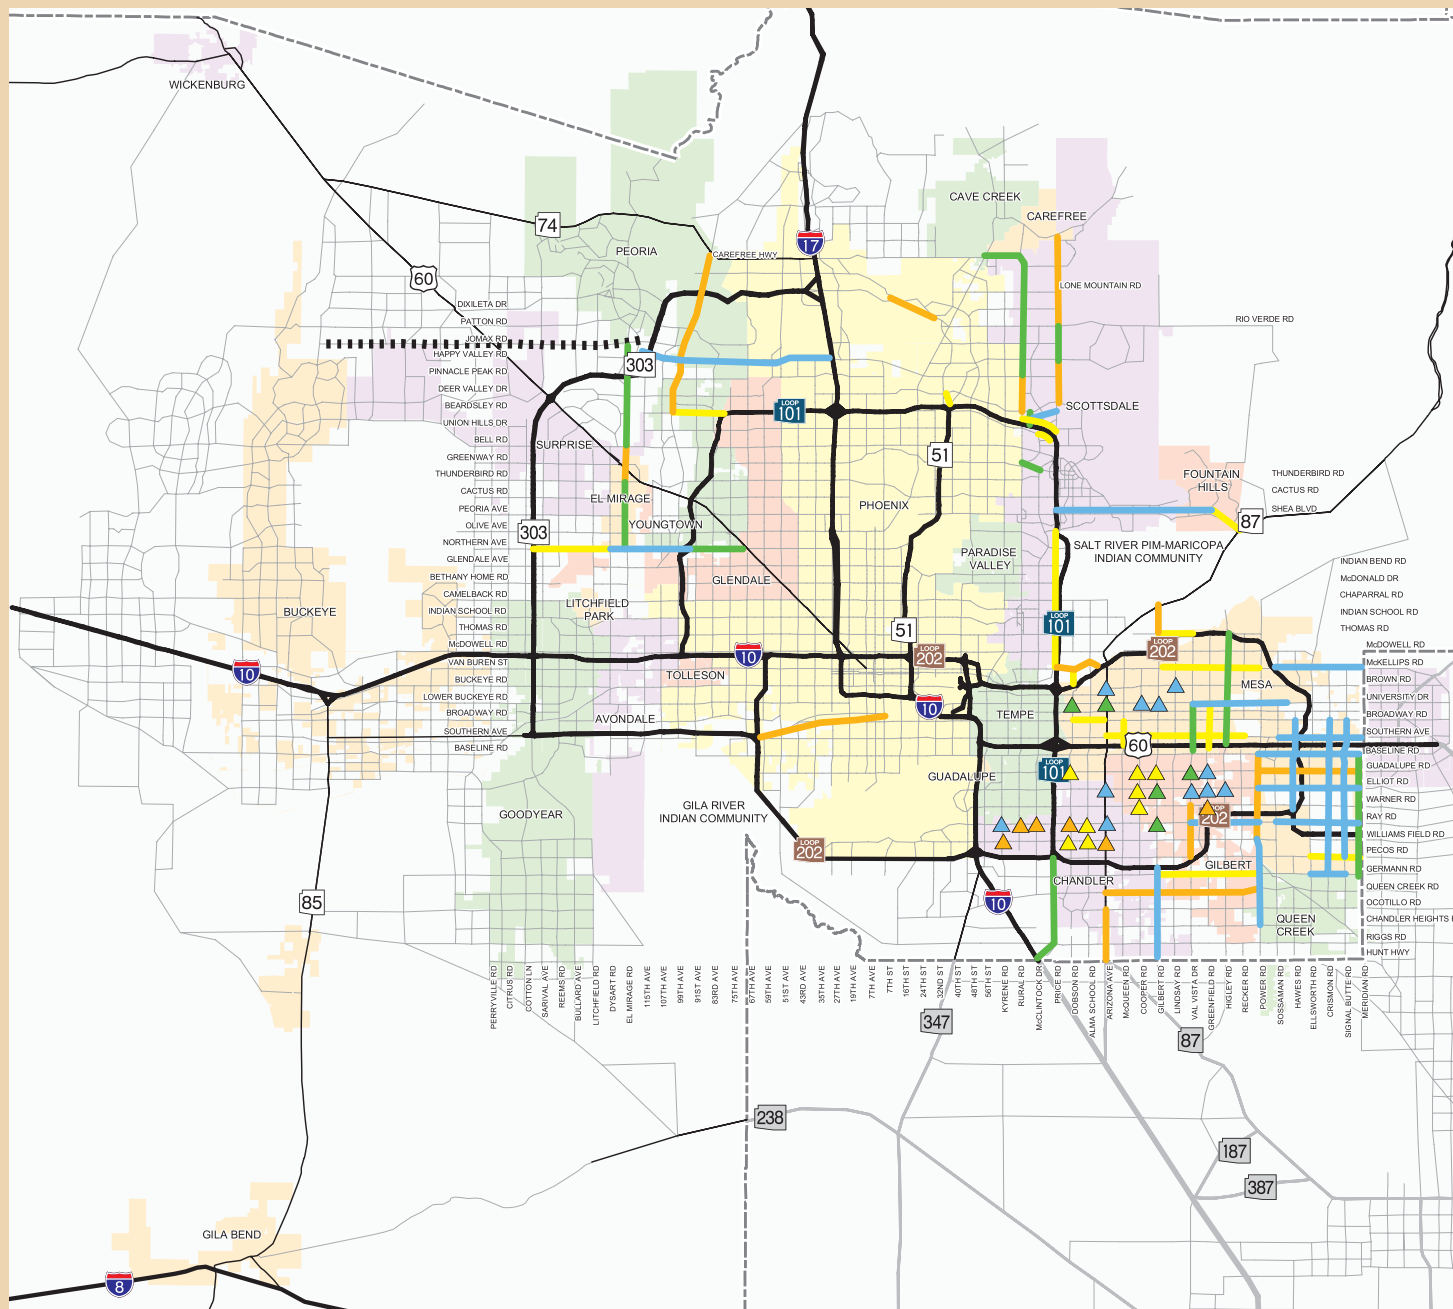 WICKENBURG
CAVE CREEK
CAREFREE
74
PEORIA
17
CAREFREE HWY
60
LONE MOUNTAIN RD
DIXILETA DR
PATTON RD
JOMAX RD
HAPPY VALLEY RD
PINNACLE PEAK RD
DEER VALLEY DR
BEARDSLEY RD
UNION HILLS DR
BELL RD
GREENWAY RD
THUNDERBIRD RD
CACTUS RD
PEORIA AVE
OLIVE AVE
NORTHERN AVE
GLENDALE AVE
BETHANY HOME RD
CAMELBACK RD
INDIAN SCHOOL RD
THOMAS RD
McDOWELL RD
VAN BUREN ST
BUCKEYE RD
LOWER BUCKEYE RD
BROADWAY RD
SOUTHERN AVE
BASELINE RD
RIO VERDE RD
303
LOOP
101
SCOTTSDALE
SURPRISE
51
FOUNTAIN
HILLS
THUNDERBIRD RD
CACTUS RD
SHEA BLVD
EL MIRAGE
PHOENIX
YOUNGTOWN
303
87
PARADISE
VALLEY
SALT RIVER PIM-MARICOPA
INDIAN COMMUNITY
GLENDALE
BUCKEYE
LITCHFIELD
PARK
51
LOOP
101
INDIAN BEND RD
McDONALD DR
CHAPARRAL RD
INDIAN SCHOOL RD
THOMAS RD
McDOWELL RD
McKELLIPS RD
BROWN RD
UNIVERSITY DR
BROADWAY RD
SOUTHERN AVE
BASELINE RD
GUADALUPE RD
ELLIOT RD
WARNER RD
RAY RD
WILLIAMS FIELD RD
PECOS RD
GERMANN RD
QUEEN CREEK RD
OCOTILLO RD
CHANDLER HEIGHTS
RIGGS RD
HUNT HWY
10
10
LOOP
202
LOOP
202
TOLLESON
MESA
10
AVONDALE
TEMPE
60
GUADALUPE
LOOP
101
GOODYEAR
GILA RIVER
INDIAN COMMUNITY
LOOP
202
LOOP
202
GILBERT
CHANDLER
85
10
QUEEN
CREEK
PERRYVILLE RD
CITRUS RD
COTTON LN
SARIVAL AVE
REEMS RD
BULLARD AVE
LITCHFIELD RD
DYSART RD
EL MIRAGE RD
115TH AVE
107TH AVE
99TH AVE
91ST AVE
83RD AVE
75TH AVE
67TH AVE
59TH AVE
51ST AVE
43RD AVE
35TH AVE
27TH AVE
19TH AVE
7TH AVE
7TH ST
16TH ST
24TH ST
32ND ST
40TH ST
48TH ST
56TH ST
KYRENE RD
RURAL RD
McCLINTOCK DR
PRICE RD
DOBSON RD
ALMA SCHOOL RD
ARIZONA AVE
McQUEEN RD
COOPER RD
GILBERT RD
LINDSAY RD
VAL VISTA DR
GREENFIELD RD
HIGLEY RD
RECKER RD
POWER RD
SOSSAMAN RD
HAWES RD
ELLSWORTH RD
CRISMON RD
SIGNAL BUTTE RD
MERIDIAN RD
347
87
238
187
387
GILA BEND
8